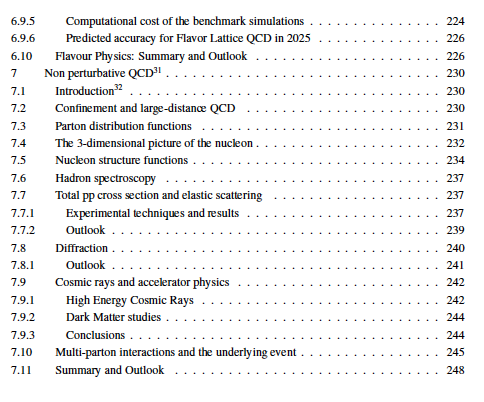 6.9.5 Computational cost of the benchmark simulations . . . . . . . . . . . . . . . 224
6.9.6 Predicted accuracy for Flavor Lattice QCD in 2025 . . . . . . . . . . . . . . 226
6.10 Flavour Physics: Summary and Outlook . . . . . . . . . . . . . . . . . . . . . 226
7 Non perturbative QCD³¹ . . . . . . . . . . . . . . . . . . . . . . . . . . . . . 230
7.1 Introduction³² . . . . . . . . . . . . . . . . . . . . . . . . . . . . . . . . . 230
7.2 Confinement and large-distance QCD . . . . . . . . . . . . . . . . . . . . . . 230
7.3 Parton distribution functions . . . . . . . . . . . . . . . . . . . . . . . . . 231
7.4 The 3-dimensional picture of the nucleon . . . . . . . . . . . . . . . . . . . . 232
7.5 Nucleon structure functions . . . . . . . . . . . . . . . . . . . . . . . . . . 234
7.6 Hadron spectroscopy . . . . . . . . . . . . . . . . . . . . . . . . . . . . . . 237
7.7 Total pp cross section and elastic scattering . . . . . . . . . . . . . . . . . . 237
7.7.1 Experimental techniques and results . . . . . . . . . . . . . . . . . . . . . 237
7.7.2 Outlook . . . . . . . . . . . . . . . . . . . . . . . . . . . . . . . . . . . 239
7.8 Diffraction . . . . . . . . . . . . . . . . . . . . . . . . . . . . . . . . . . . 240
7.8.1 Outlook . . . . . . . . . . . . . . . . . . . . . . . . . . . . . . . . . . . 241
7.9 Cosmic rays and accelerator physics . . . . . . . . . . . . . . . . . . . . . . 242
7.9.1 High Energy Cosmic Rays . . . . . . . . . . . . . . . . . . . . . . . . . . . 242
7.9.2 Dark Matter studies . . . . . . . . . . . . . . . . . . . . . . . . . . . . . . 244
7.9.3 Conclusions . . . . . . . . . . . . . . . . . . . . . . . . . . . . . . . . . . 244
7.10 Multi-parton interactions and the underlying event . . . . . . . . . . . . . . . 245
7.11 Summary and Outlook . . . . . . . . . . . . . . . . . . . . . . . . . . . . . 248